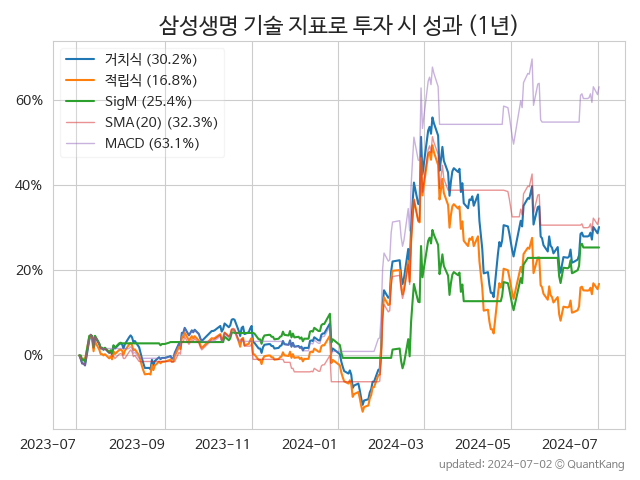 삼성생명 기술 지표로 투자 시 성과 (1년)
거치식 (30.2%)
적립식 (16.8%)
SigM (25.4%)
SMA(20) (32.3%)
MACD (63.1%)
60%
40%
20%
0%
2023-07 2023-09 2023-11 2024-01 2024-03 2024-05 2024-07
updated: 2024-07-02 © QuantKang